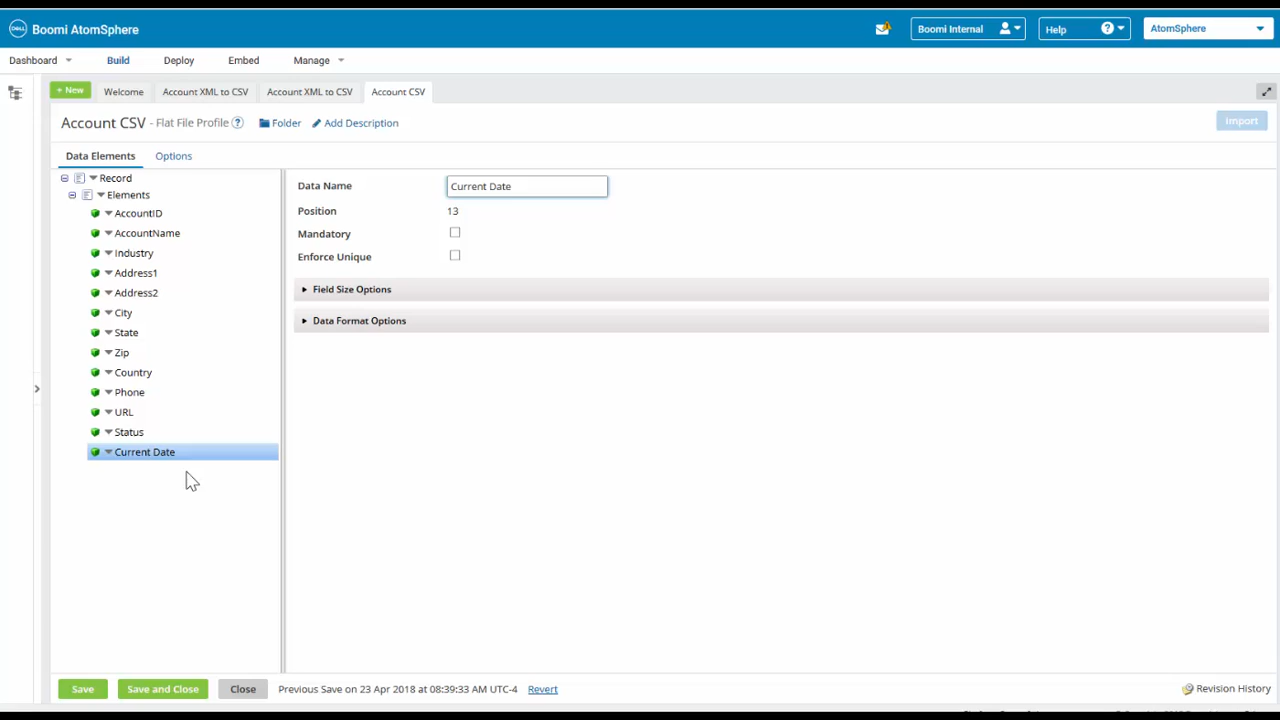 DELL Boomi AtomSphere
Boomi Internal
Help ?
AtomSphere
Dashboard Build Deploy Embed Manage
+ New Welcome Account XML to CSV Account XML to CSV Account CSV
Account CSV - Flat File Profile ? Folder Add Description
Import
Data Elements Options
Record
Elements
AccountID
AccountName
Industry
Address1
Address2
City
State
Zip
Country
Phone
URL
Status
Current Date
Data Name Current Date
Position 13
Mandatory
Enforce Unique
Field Size Options
Data Format Options
Save Save and Close Close Previous Save on 23 Apr 2018 at 08:39:33 AM UTC-4 Revert
Revision History